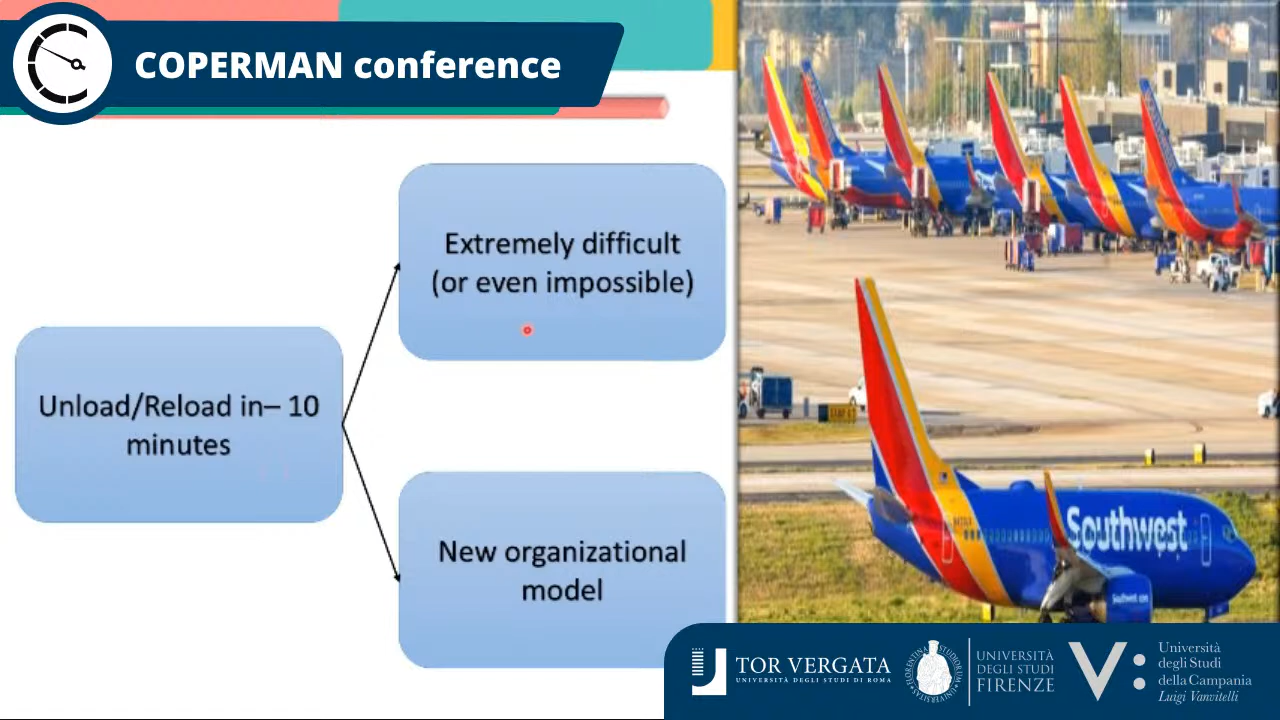 COPERMAN conference
Extremely difficult
(or even impossible)
Unload/Reload in– 10
minutes
New organizational
model
Southwest
TOR VERGATA
UNIVERSITÀ DEGLI STUDI DI ROMA
UNIVERSITÀ
DEGLI STUDI
FIRENZE
Università
degli Studi
della Campania
Luigi Vanvitelli